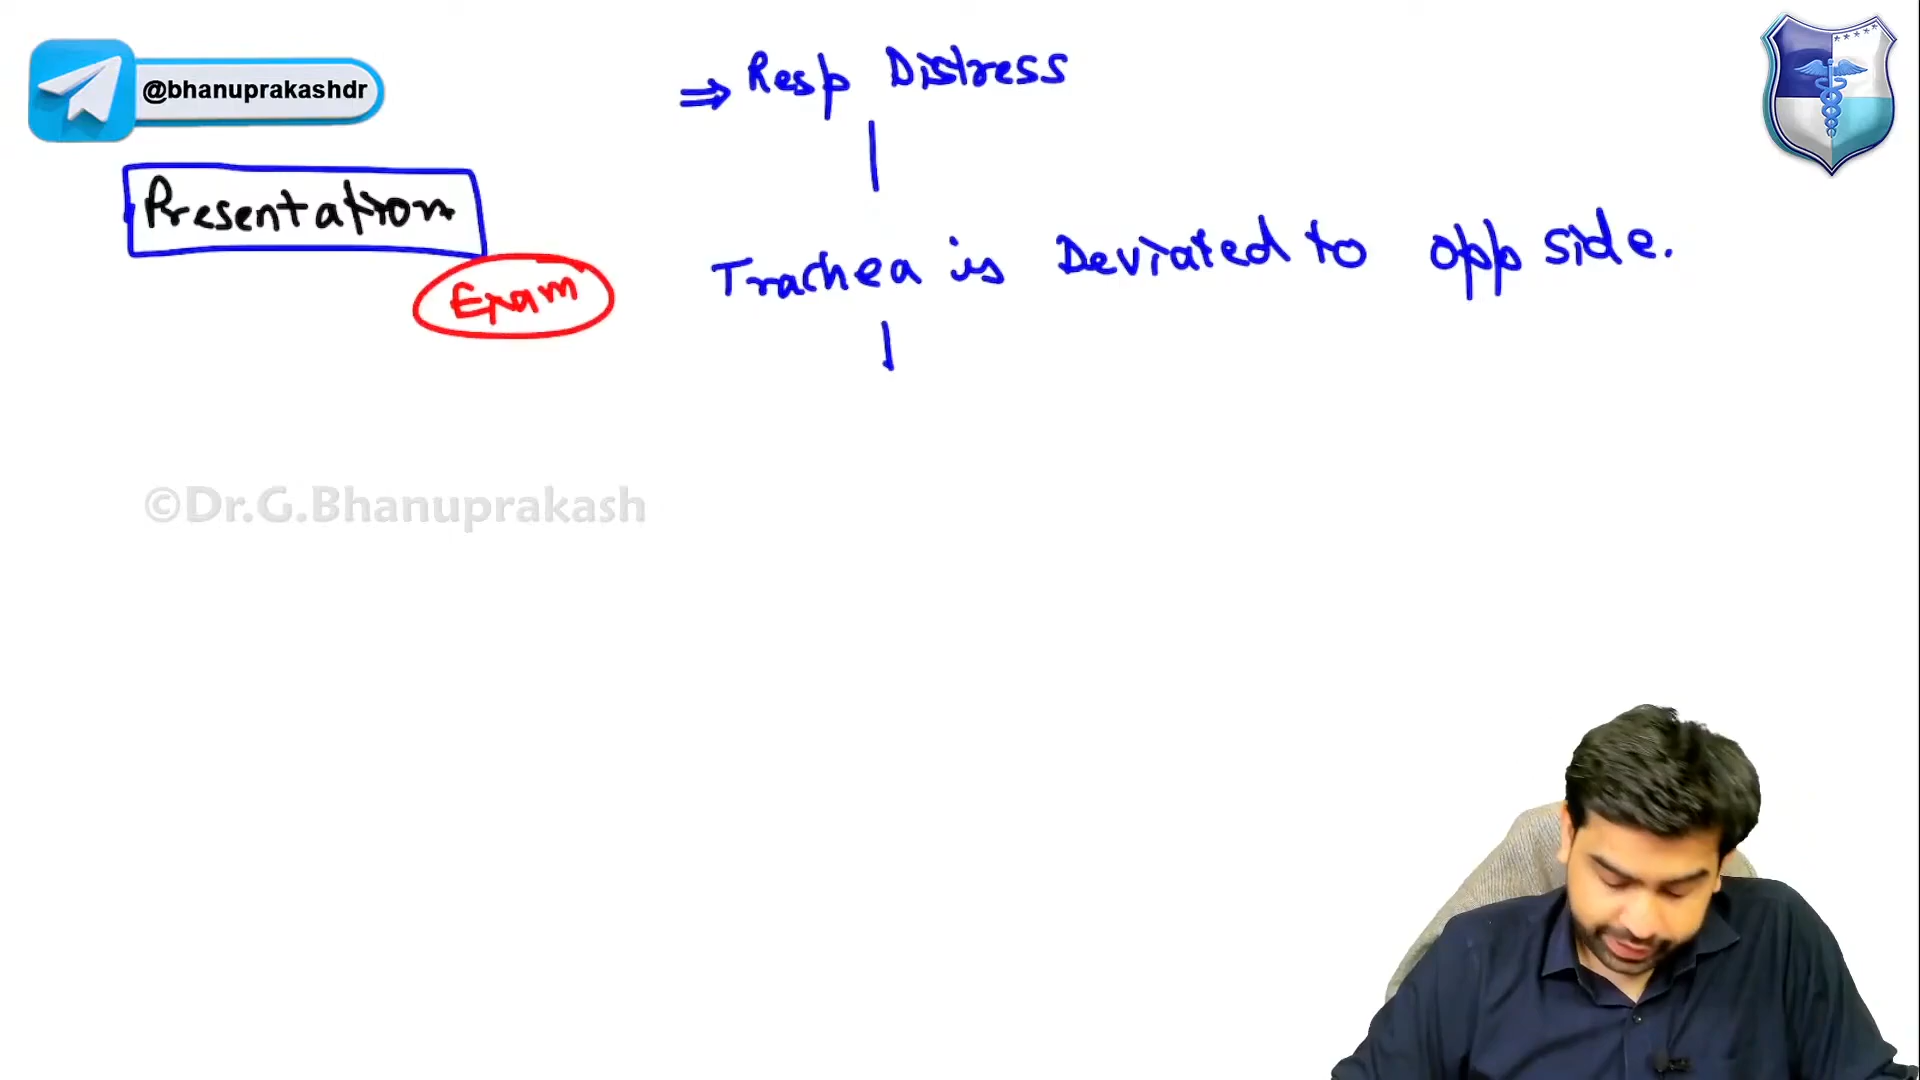 @bhanuprakashdr
⇒ Resp Distress
Presentation
Exam
Trachea is Deviated to opp side.
©Dr.G.Bhanuprakash